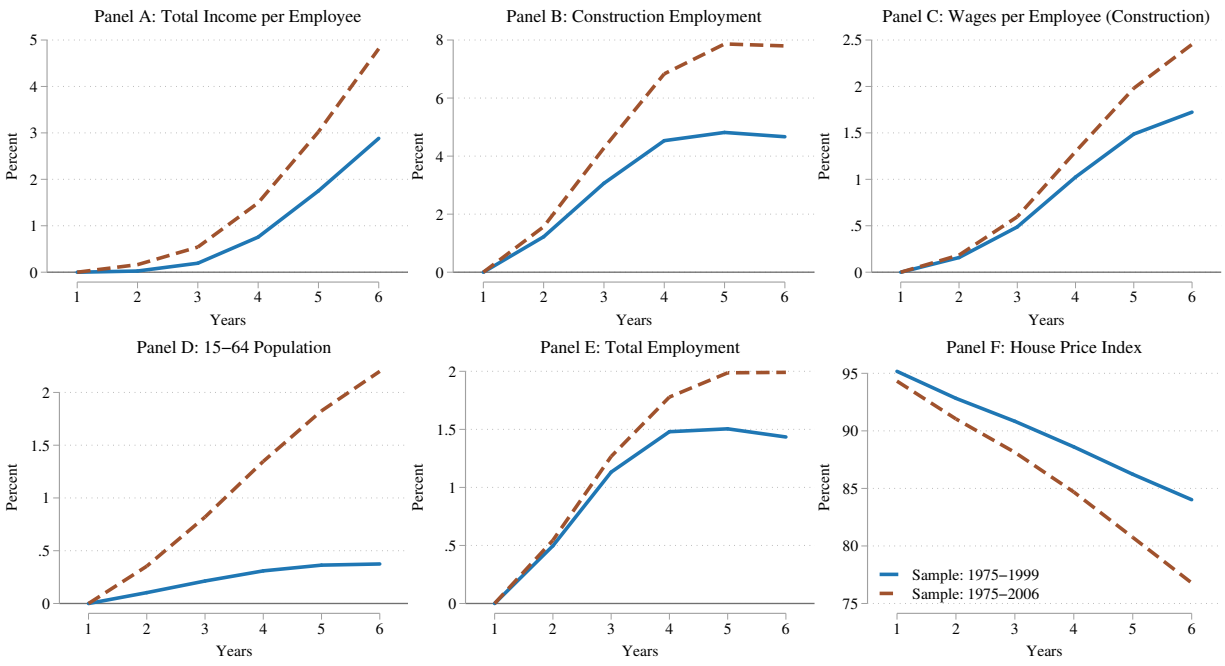 Panel A: Total Income per Employee
Percent
5
4
3
2
1
0
1 2 3 4 5 6
Years
Panel B: Construction Employment
Percent
8
6
4
2
0
1 2 3 4 5 6
Years
Panel C: Wages per Employee (Construction)
Percent
2.5
2
1.5
1
.5
0
1 2 3 4 5 6
Years
Panel D: 15−64 Population
Percent
2
1.5
1
.5
0
1 2 3 4 5 6
Years
Panel E: Total Employment
Percent
2
1.5
1
.5
0
1 2 3 4 5 6
Years
Panel F: House Price Index
Percent
95
90
85
80
75
Sample: 1975−1999
Sample: 1975−2006
1 2 3 4 5 6
Years